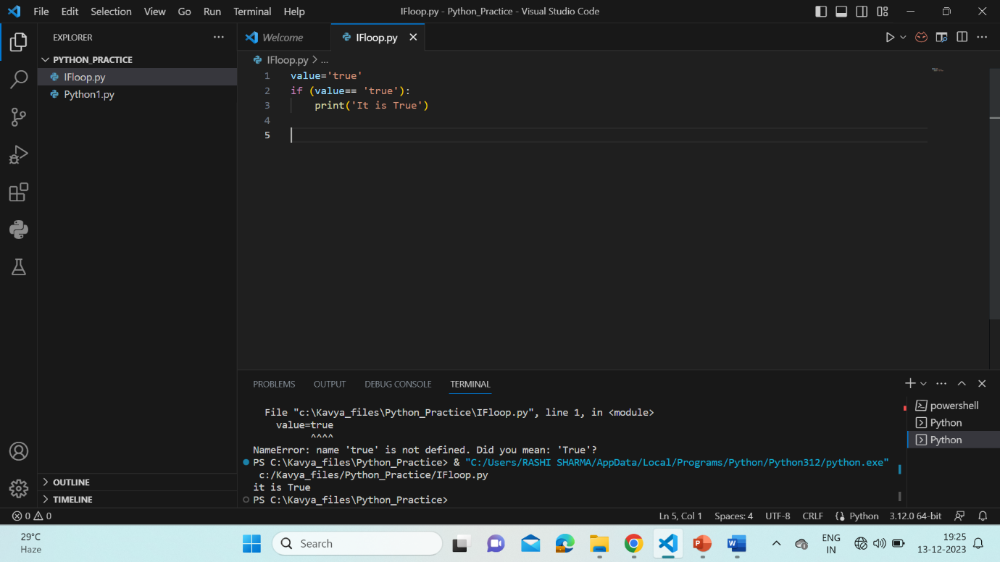 File Edit Selection View Go Run Terminal Help
IFloop.py - Python_Practice - Visual Studio Code
EXPLORER
PYTHON_PRACTICE
IFloop.py
Python1.py
OUTLINE
TIMELINE
Welcome
IFloop.py
IFloop.py > ...
1 value='true'
2 if (value== 'true'):
3     print('It is True')
4
5
PROBLEMS OUTPUT DEBUG CONSOLE TERMINAL
File "c:\Kavya_files\Python_Practice\IFloop.py", line 1, in <module>
value=true
^^^^
NameError: name 'true' is not defined. Did you mean: 'True'?
PS C:\Kavya_files\Python_Practice> & "C:/Users/RASHI SHARMA/AppData/Local/Programs/Python/Python312/python.exe"
c:/Kavya_files/Python_Practice/IFloop.py
it is True
PS C:\Kavya_files\Python_Practice>
powershell
Python
Python
0 0
Ln 5, Col 1 Spaces: 4 UTF-8 CRLF Python 3.12.0 64-bit
29°C
Haze
Search
ENG
IN
19:25
13-12-2023